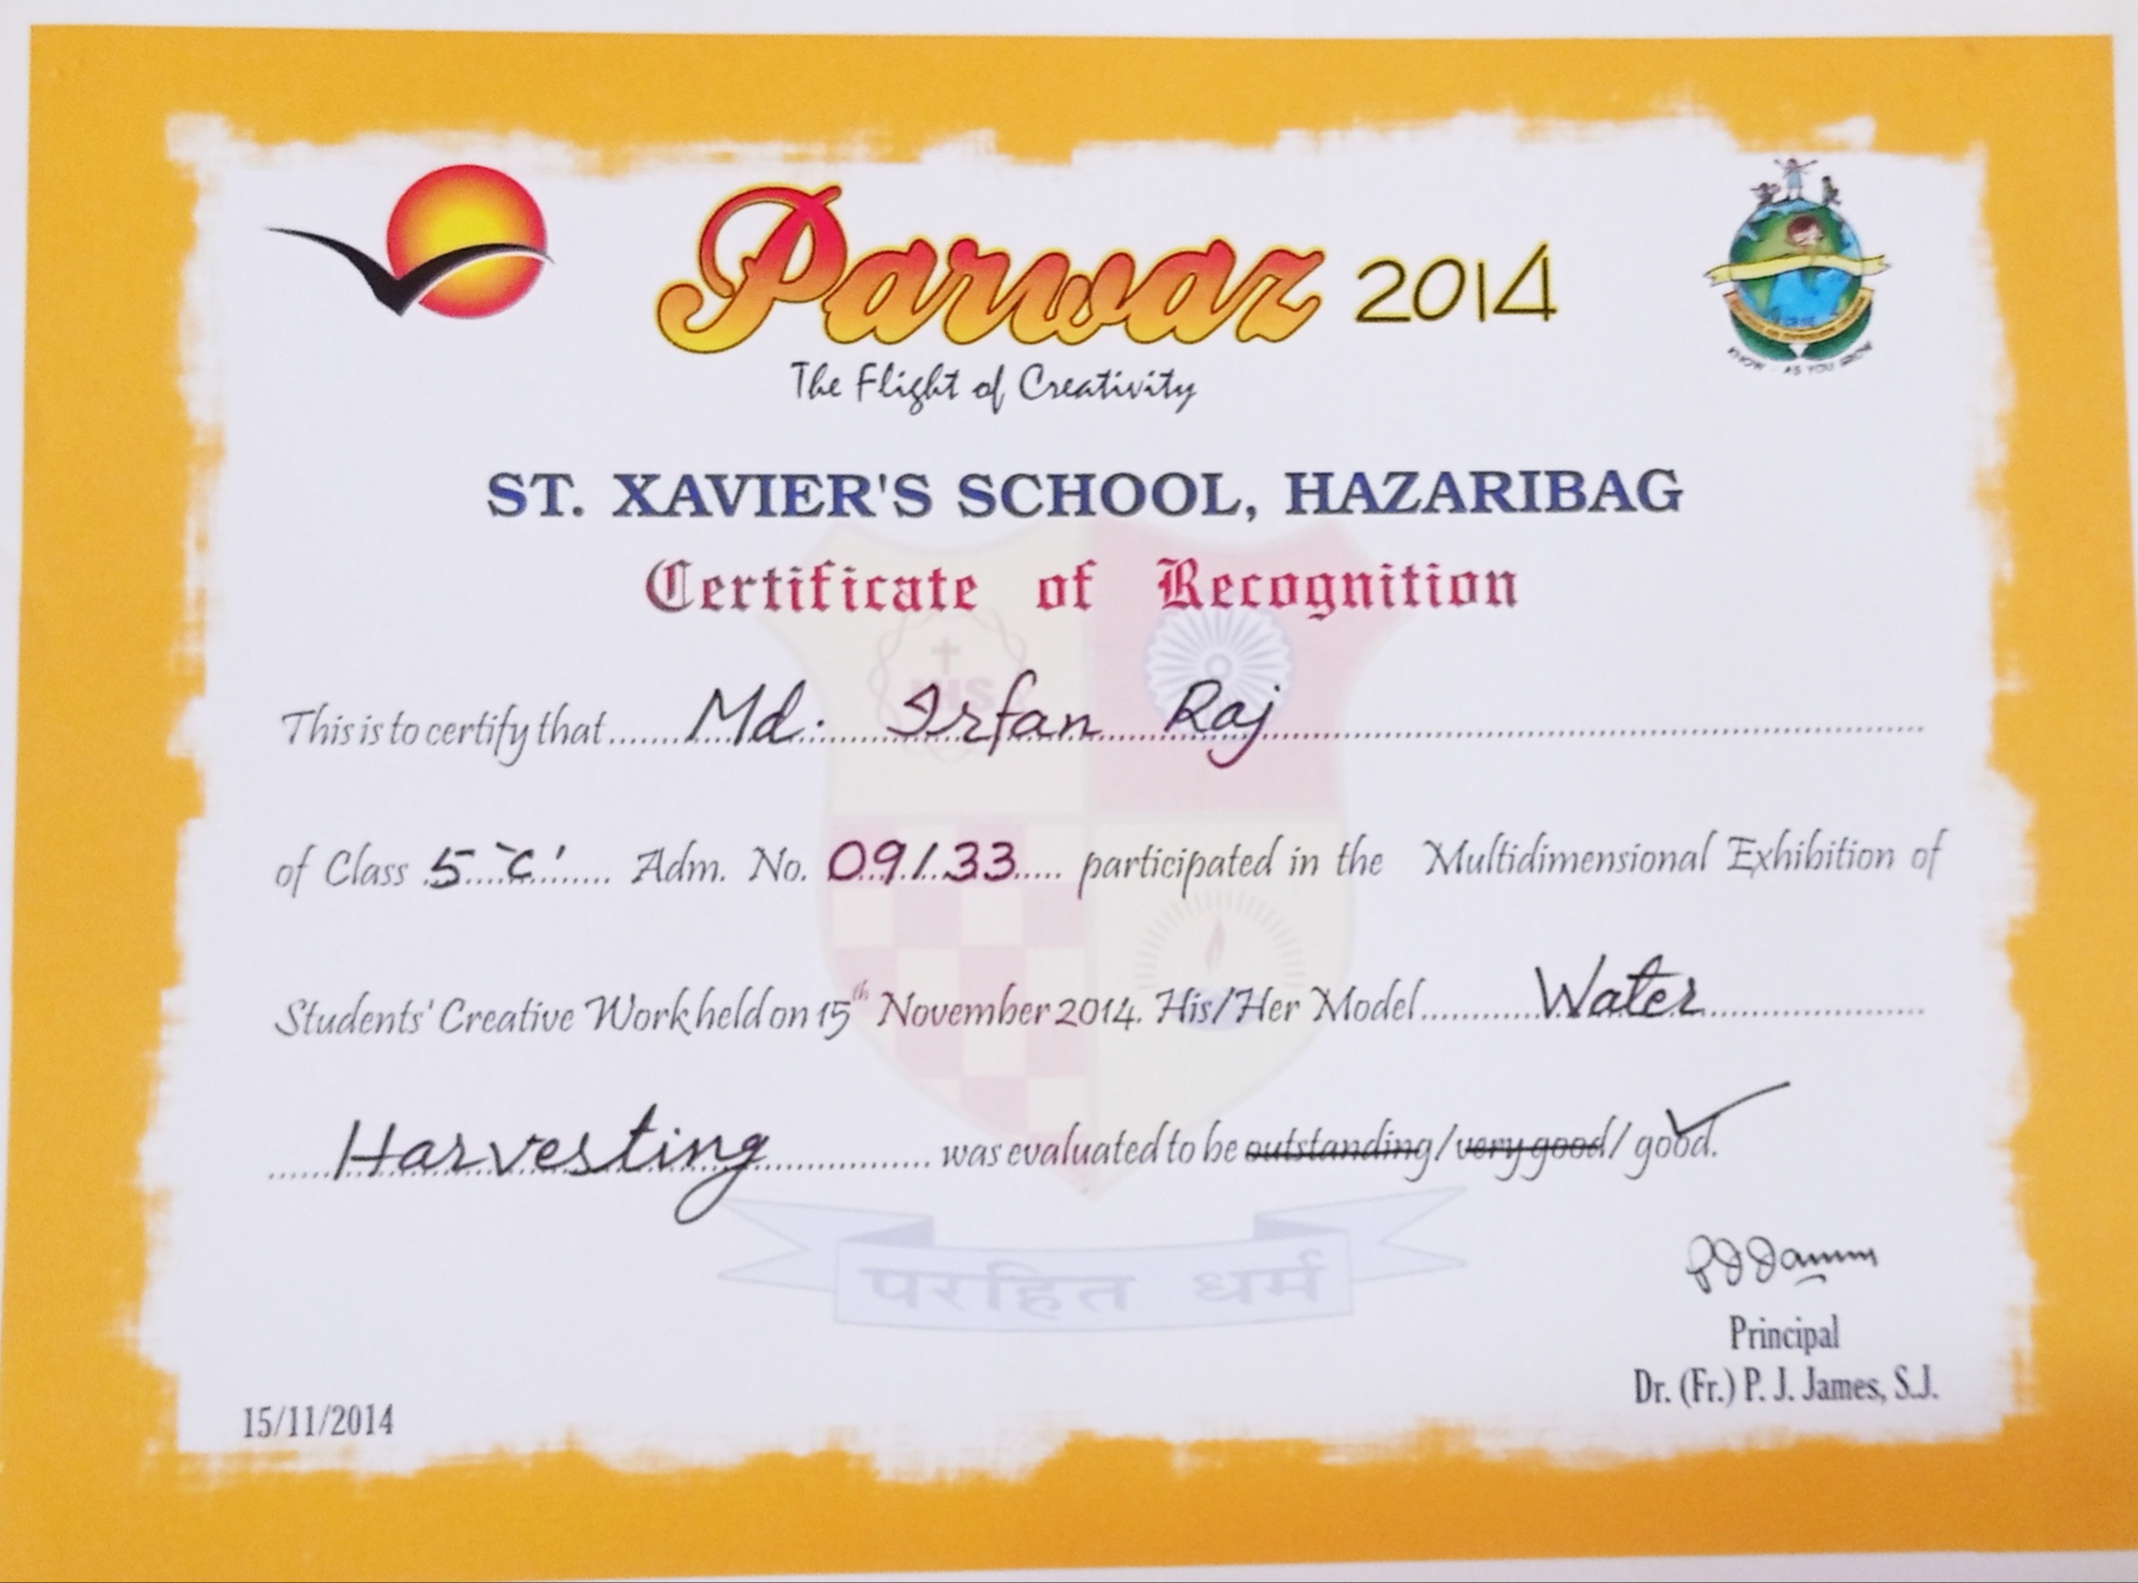 Parwaz 2014
The Flight of Creativity
KNOW - AS YOU GROW
ST. XAVIER'S SCHOOL, HAZARIBAG
Certificate of Recognition
This is to certify that....... Md. Irfan Raj
of Class 5 'C' Adm. No. 09/33 participated in the Multidimensional Exhibition of
Students' Creative Work held on 15th November 2014. His/Her Model Water
Harvesting was evaluated to be outstanding/very good/ good.
IHS
परहित धर्म
Principal
Dr. (Fr.) P. J. James, S.J.
15/11/2014